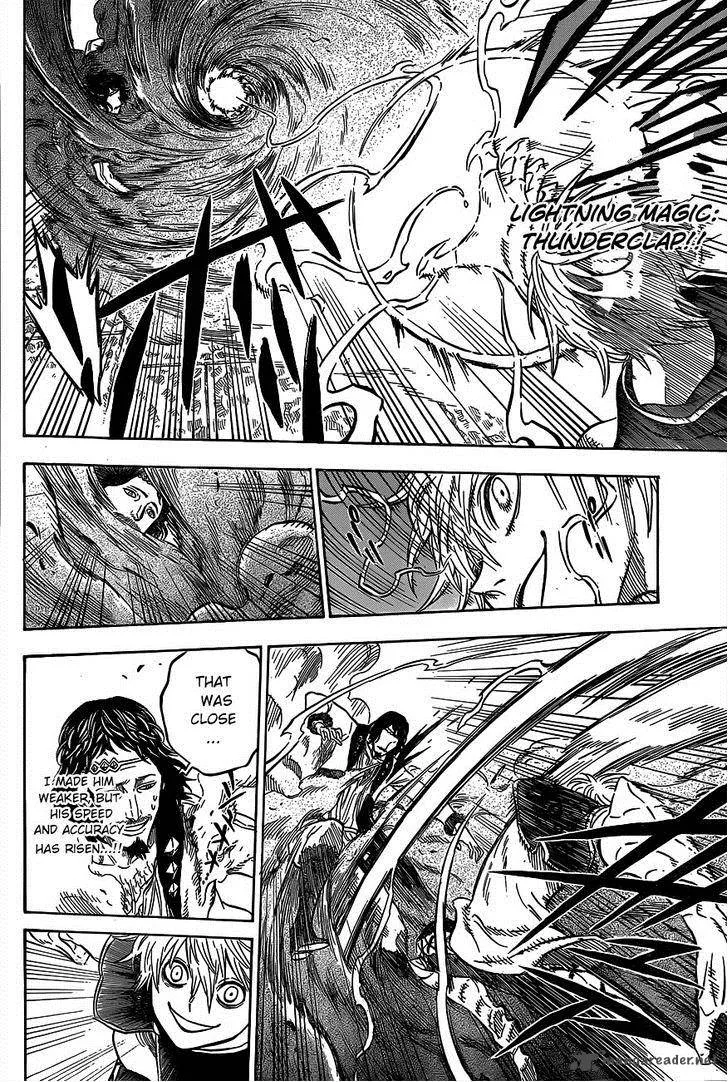 LIGHTNING MAGIC:
THUNDERCLAP!!
THAT
WAS
CLOSE
...
I MADE HIM
WEAKER, BUT
HIS SPEED
AND ACCURACY
HAS RISEN...!!